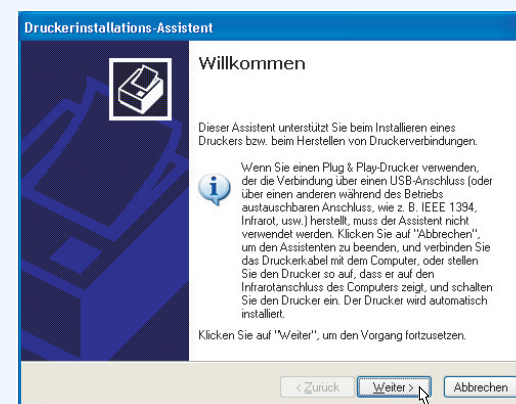 Druckerinstallations-Assistent
Willkommen
Dieser Assistent unterstützt Sie beim Installieren eines
Druckers bzw. beim Herstellen von Druckerverbindungen.
Wenn Sie einen Plug & Play-Drucker verwenden,
der die Verbindung über einen USB-Anschluss (oder
über einen anderen während des Betriebs
austauschbaren Anschluss, wie z. B. IEEE 1394,
Infrarot, usw.) herstellt, muss der Assistent nicht
verwendet werden. Klicken Sie auf "Abbrechen",
um den Assistenten zu beenden, und verbinden Sie
das Druckerkabel mit dem Computer, oder stellen
Sie den Drucker so auf, dass er auf den
Infrarotanschluss des Computers zeigt, und schalten
Sie den Drucker ein. Der Drucker wird automatisch
installiert.
Klicken Sie auf "Weiter", um den Vorgang fortzusetzen.
< Zurück Weiter > Abbrechen